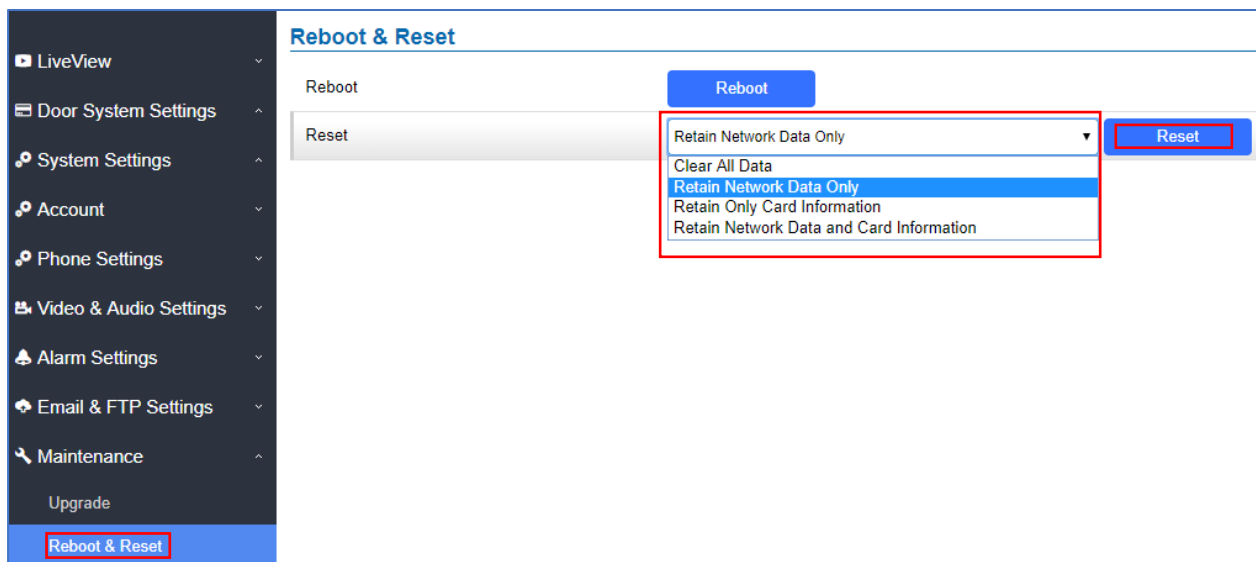 LiveView
Door System Settings
System Settings
Account
Phone Settings
Video & Audio Settings
Alarm Settings
Email & FTP Settings
Maintenance
Upgrade
Reboot & Reset
Reboot & Reset
Reboot
Reboot
Reset
Retain Network Data Only
Reset
Clear All Data
Retain Network Data Only
Retain Only Card Information
Retain Network Data and Card Information